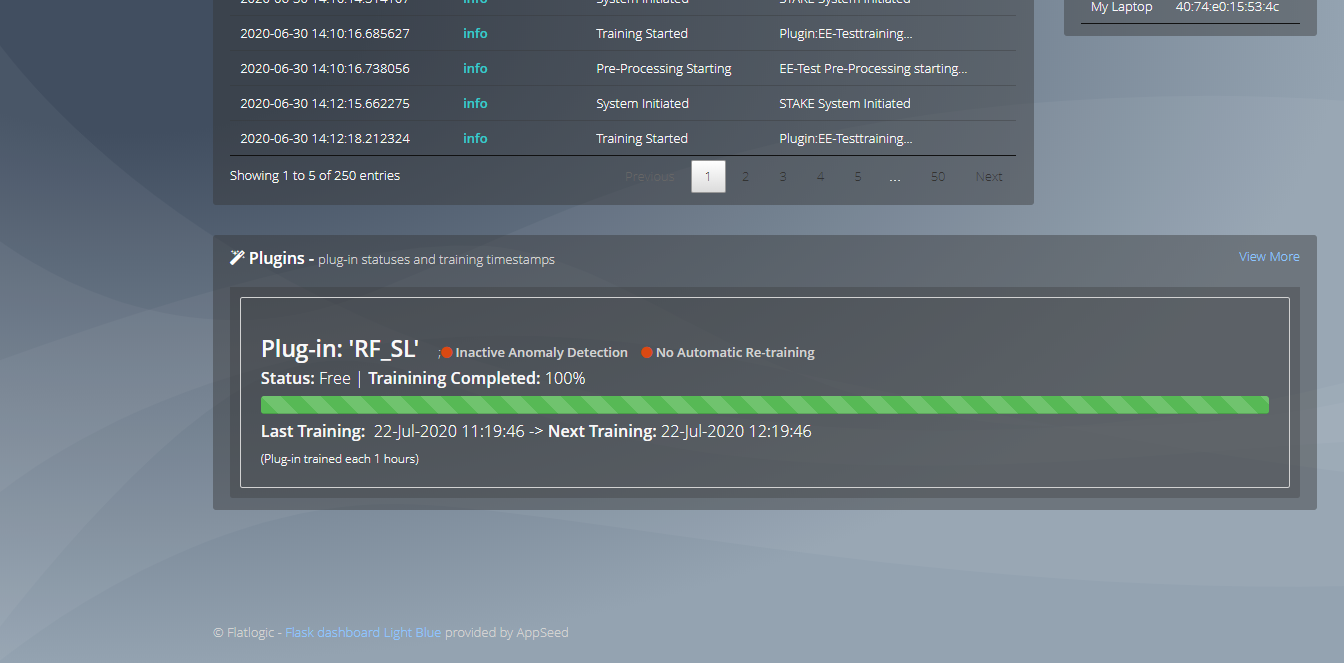 2020-06-30 14:10:14.314107 info System Initiated STAKE System Initiated
My Laptop 40:74:e0:15:53:4c
2020-06-30 14:10:16.685627 info Training Started Plugin:EE-Testtraining...
2020-06-30 14:10:16.738056 info Pre-Processing Starting EE-Test Pre-Processing starting...
2020-06-30 14:12:15.662275 info System Initiated STAKE System Initiated
2020-06-30 14:12:18.212324 info Training Started Plugin:EE-Testtraining...
Showing 1 to 5 of 250 entries Previous 1 2 3 4 5 ... 50 Next
Plugins - plug-in statuses and training timestamps View More
Plug-in: 'RF_SL' ; Inactive Anomaly Detection No Automatic Re-training
Status: Free | Trainining Completed: 100%
Last Training: 22-Jul-2020 11:19:46 -> Next Training: 22-Jul-2020 12:19:46
(Plug-in trained each 1 hours)
© Flatlogic - Flask dashboard Light Blue provided by AppSeed